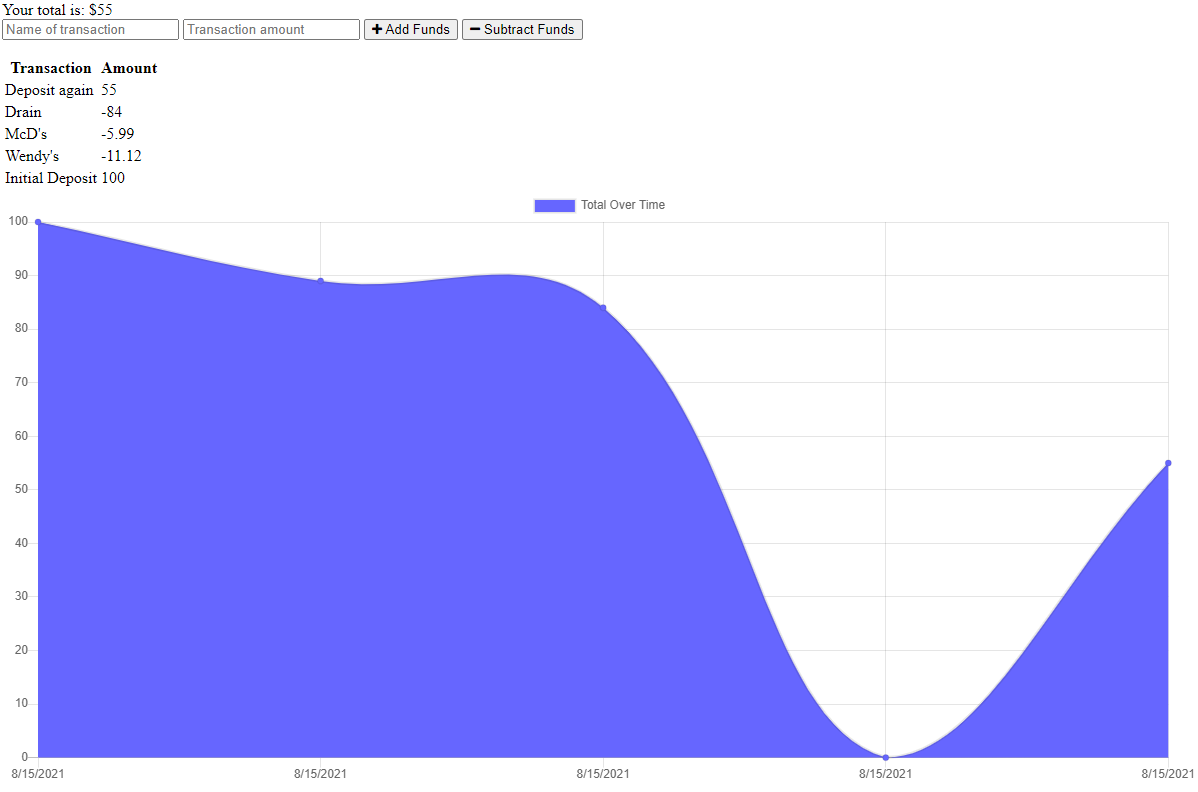 Your total is: $55
Name of transaction Transaction amount + Add Funds − Subtract Funds
Transaction Amount
Deposit again 55
Drain -84
McD's -5.99
Wendy's -11.12
Initial Deposit 100
Total Over Time
100
90
80
70
60
50
40
30
20
10
0
8/15/2021 8/15/2021 8/15/2021 8/15/2021 8/15/2021